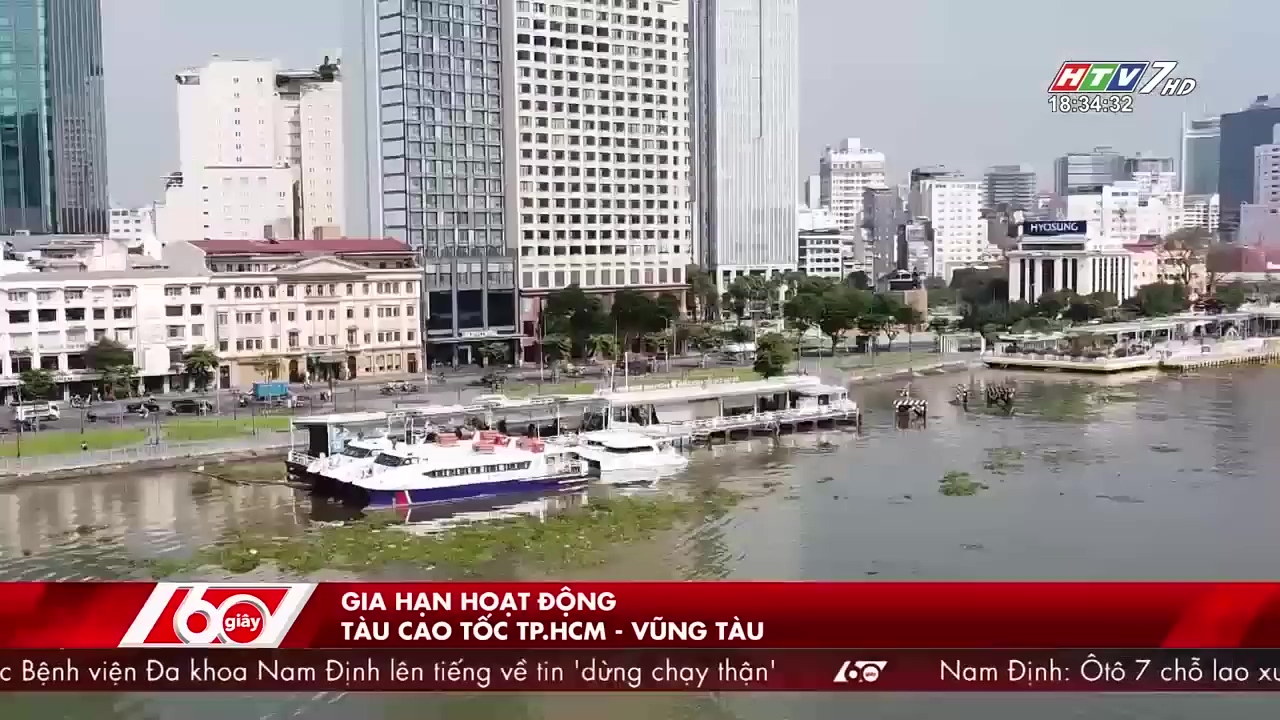 HTV7 HD
18:34:32
HYOSUNG
60 giây
GIA HẠN HOẠT ĐỘNG
TÀU CAO TỐC TP.HCM - VŨNG TÀU
c Bệnh viện Đa khoa Nam Định lên tiếng về tin 'dừng chạy thận'
60 giây
Nam Định: Ôtô 7 chỗ lao